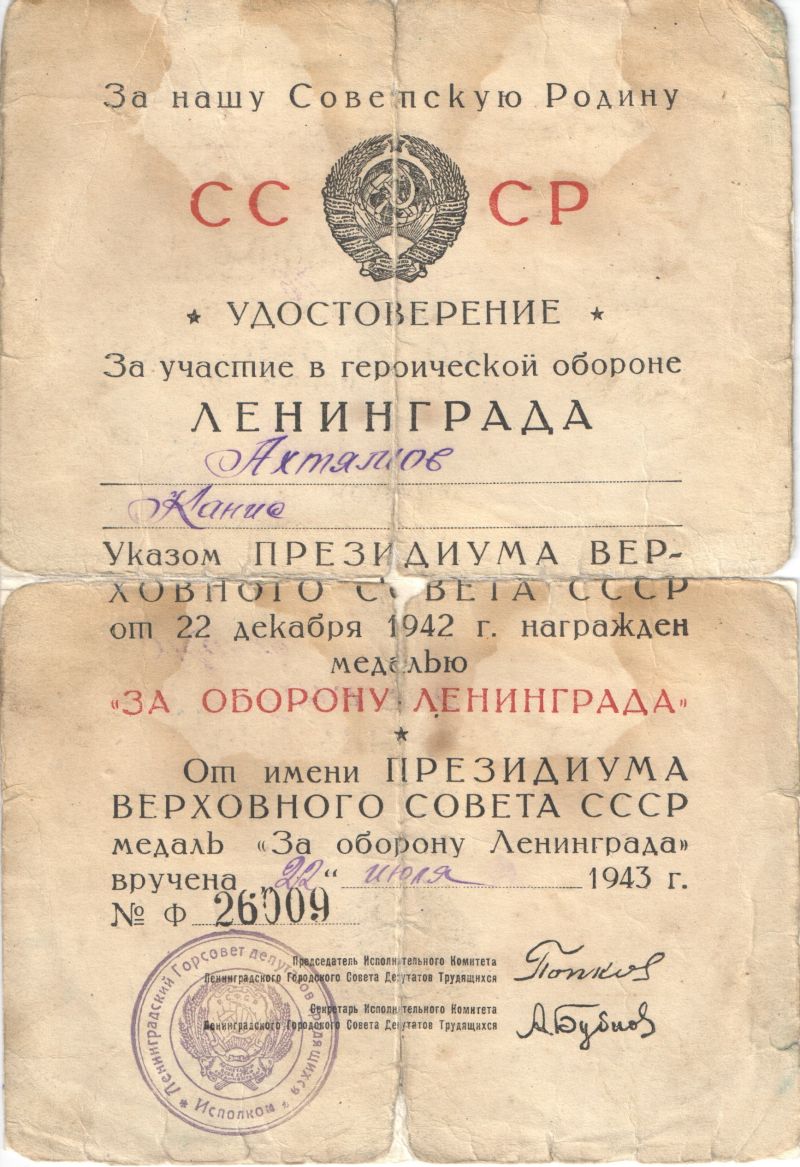 За нашу Советскую Родину
СССР
УДОСТОВЕРЕНИЕ
За участие в героической обороне
ЛЕНИНГРАДА
Ахтямов
Канис
Указом ПРЕЗИДИУМА ВЕР-
ХОВНОГО СОВЕТА СССР
от 22 декабря 1942 г. награжден
медалью
«ЗА ОБОРОНУ ЛЕНИНГРАДА»
От имени ПРЕЗИДИУМА
ВЕРХОВНОГО СОВЕТА СССР
медаль «За оборону Ленинграда»
вручена „22“ июля 1943 г.
№ Ф 26009
Председатель Исполнительного Комитета
Ленинградского Городского Совета Депутатов Трудящихся
Попков
Секретарь Исполнительного Комитета
Ленинградского Городского Совета Депутатов Трудящихся
А.Бубнов
Ленинградский Горсовет депутатов трудящихся
Исполком
СССР